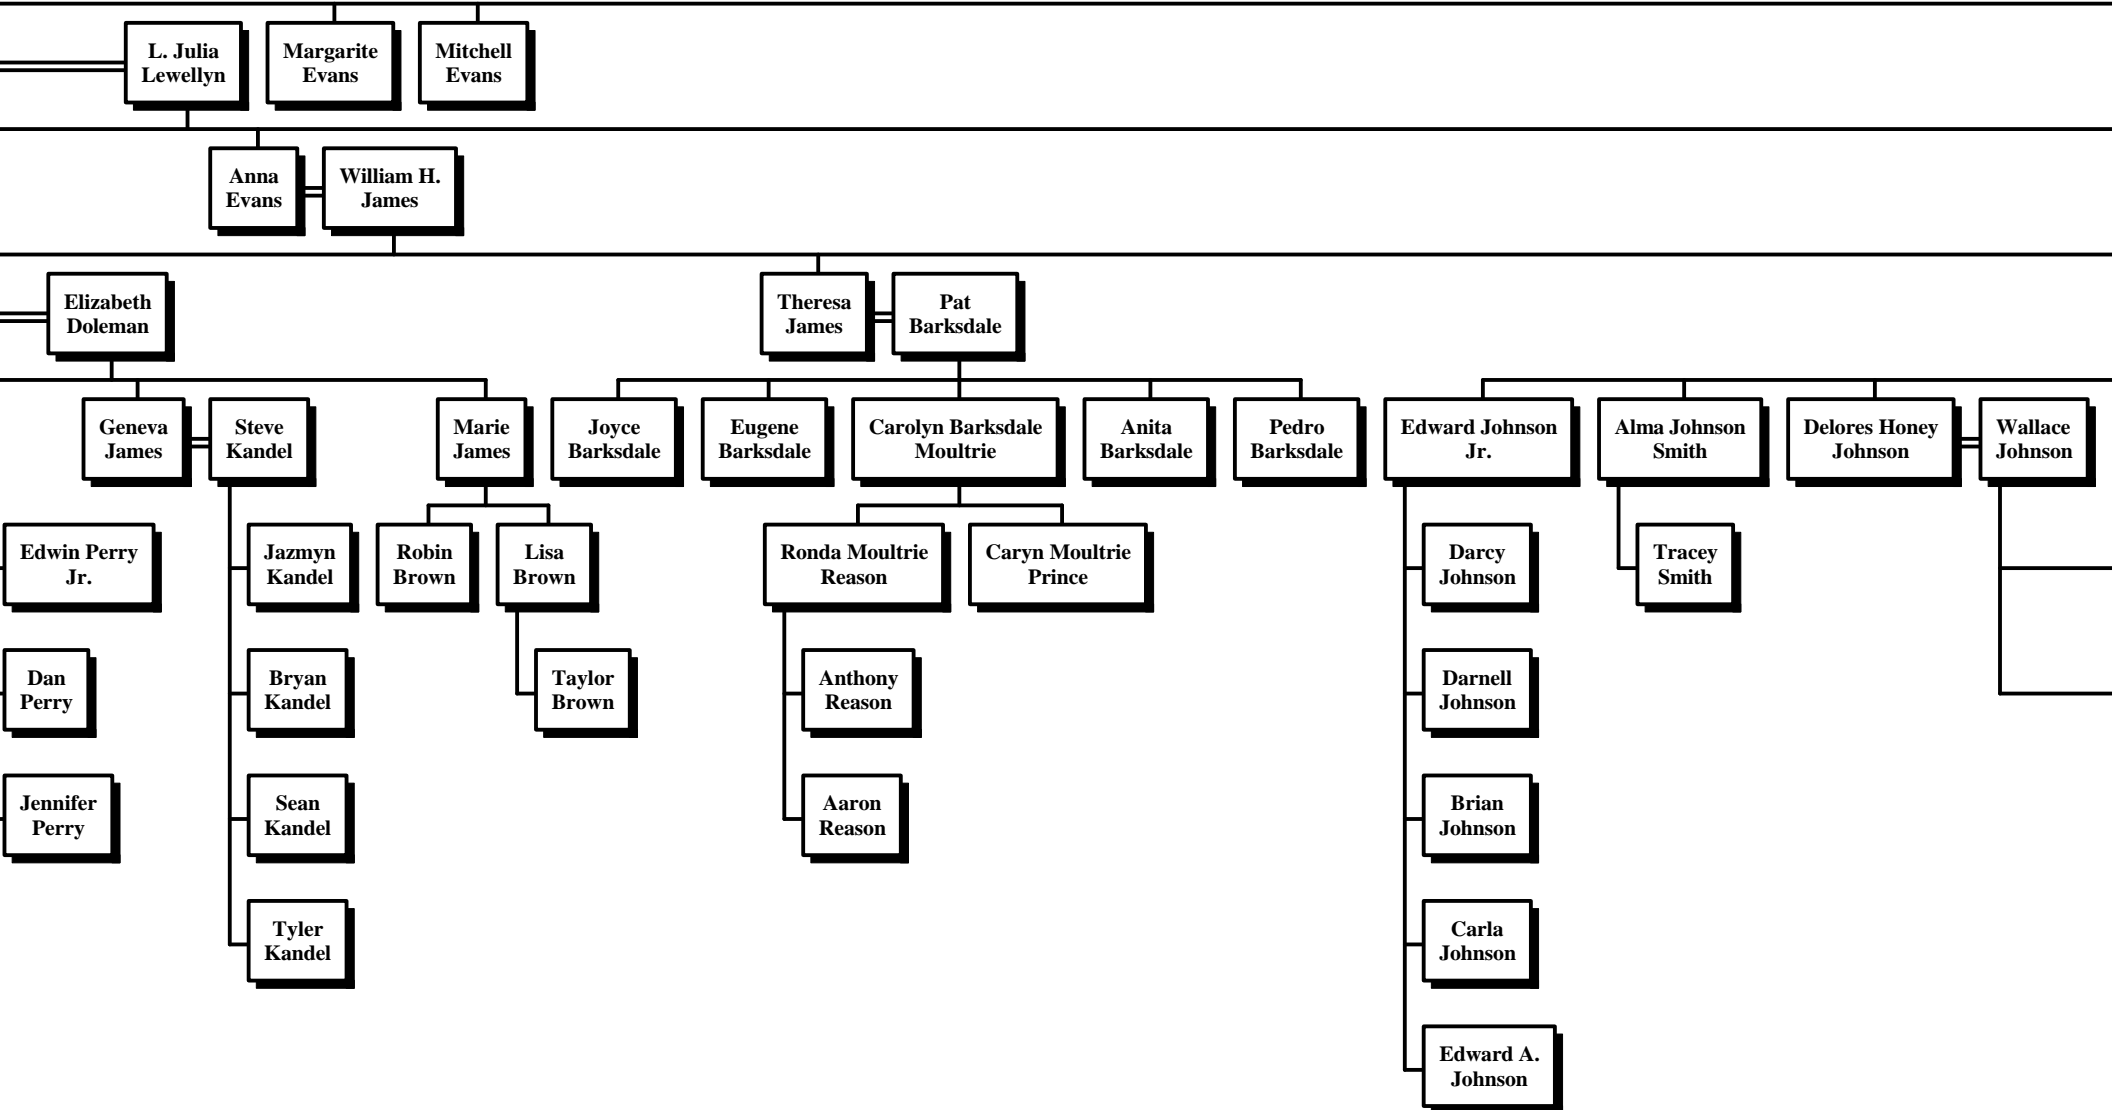 L. Julia
Lewellyn
Margarite
Evans
Mitchell
Evans
Anna
Evans
William H.
James
Elizabeth
Doleman
Theresa
James
Pat
Barksdale
Geneva
James
Steve
Kandel
Marie
James
Joyce
Barksdale
Eugene
Barksdale
Carolyn Barksdale
Moultrie
Anita
Barksdale
Pedro
Barksdale
Edward Johnson
Jr.
Alma Johnson
Smith
Delores Honey
Johnson
Wallace
Johnson
Edwin Perry
Jr.
Jazmyn
Kandel
Robin
Brown
Lisa
Brown
Ronda Moultrie
Reason
Caryn Moultrie
Prince
Darcy
Johnson
Tracey
Smith
Dan
Perry
Bryan
Kandel
Taylor
Brown
Anthony
Reason
Darnell
Johnson
Jennifer
Perry
Sean
Kandel
Aaron
Reason
Brian
Johnson
Tyler
Kandel
Carla
Johnson
Edward A.
Johnson